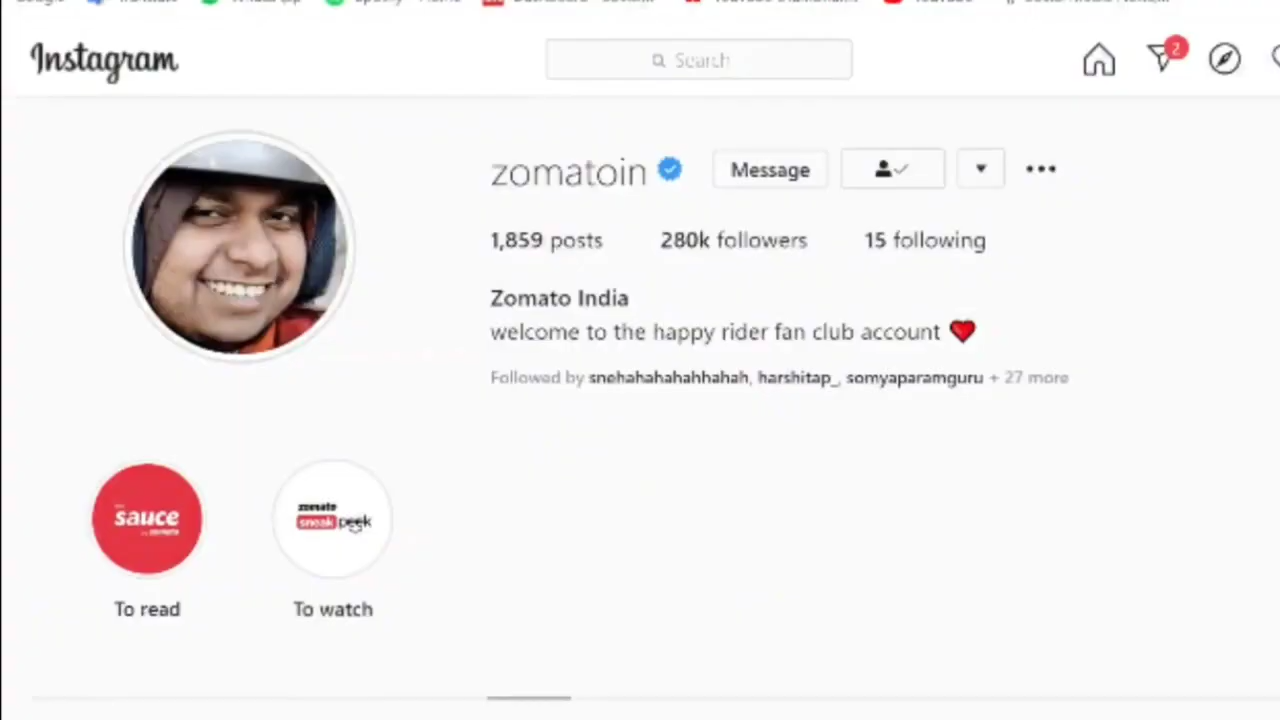 Instagram
Search
2
zomatoin
Message
1,859 posts 280k followers 15 following
Zomato India
welcome to the happy rider fan club account ❤️
Followed by snehahahahahhahah, harshitap_, somyaparamguru + 27 more
sauce
zomato
sneak peek
To read
To watch